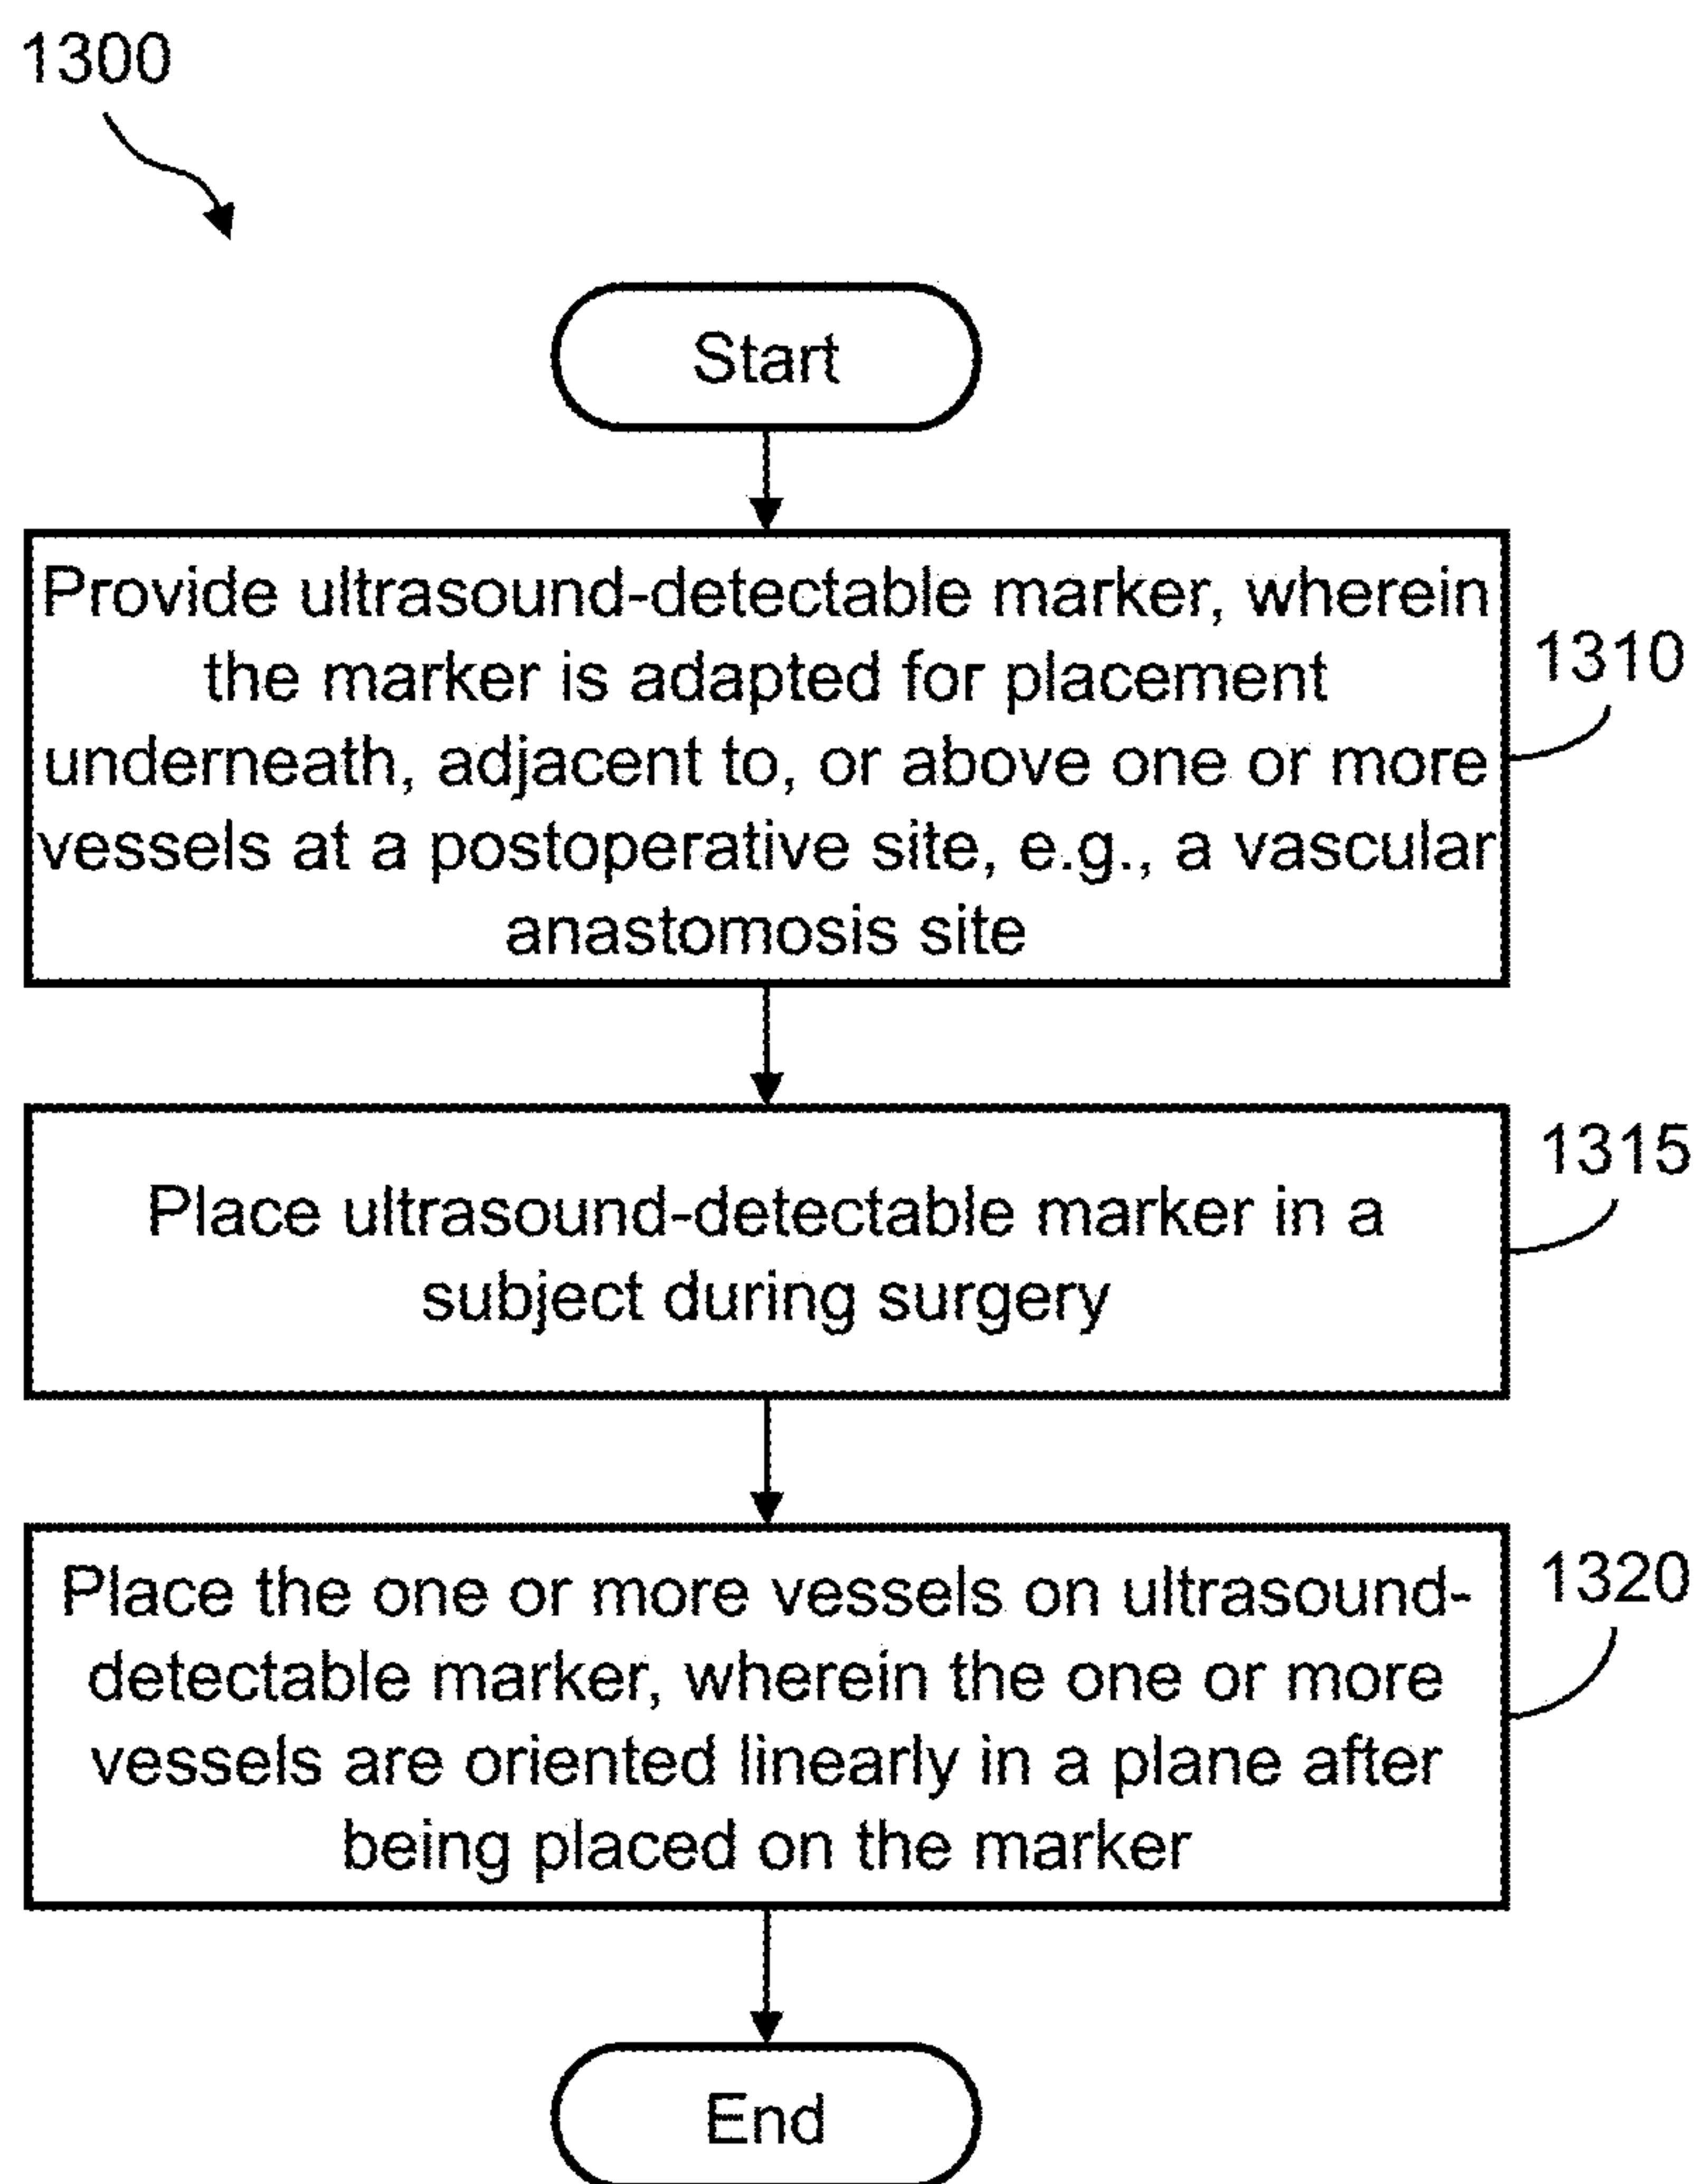 1300
Start
Provide ultrasound-detectable marker, wherein
the marker is adapted for placement
underneath, adjacent to, or above one or more
vessels at a postoperative site, e.g., a vascular
anastomosis site
1310
Place ultrasound-detectable marker in a
subject during surgery
1315
Place the one or more vessels on ultrasound-
detectable marker, wherein the one or more
vessels are oriented linearly in a plane after
being placed on the marker
1320
End